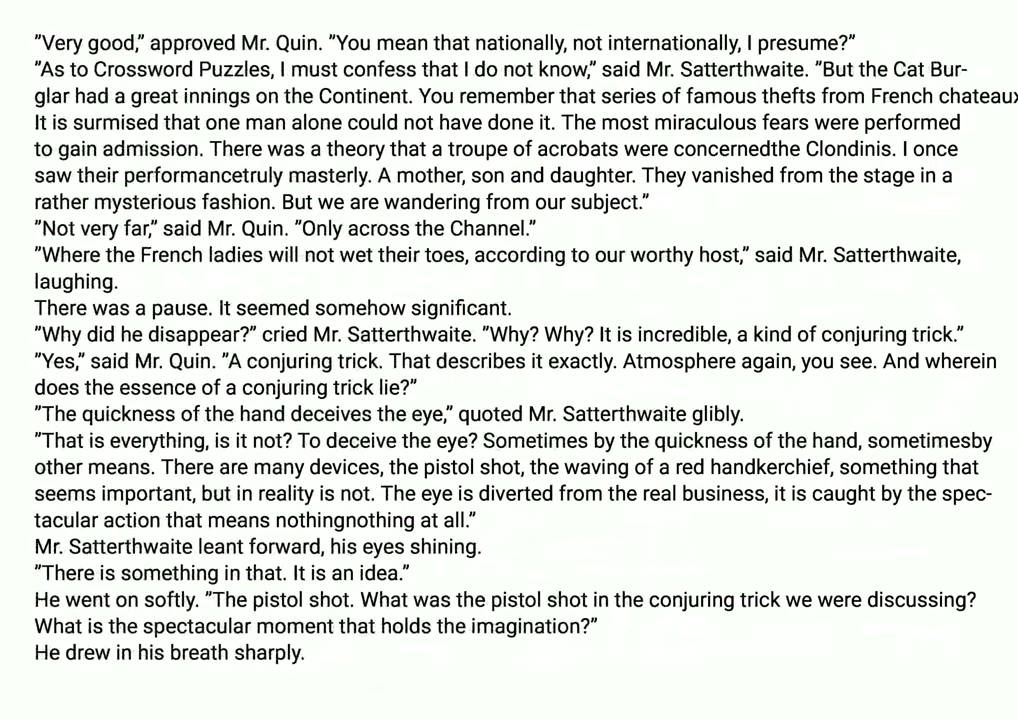 ”Very good,” approved Mr. Quin. ”You mean that nationally, not internationally, I presume?”
”As to Crossword Puzzles, I must confess that I do not know,” said Mr. Satterthwaite. ”But the Cat Bur-
glar had a great innings on the Continent. You remember that series of famous thefts from French chateaux
It is surmised that one man alone could not have done it. The most miraculous fears were performed
to gain admission. There was a theory that a troupe of acrobats were concernedthe Clondinis. I once
saw their performancetruly masterly. A mother, son and daughter. They vanished from the stage in a
rather mysterious fashion. But we are wandering from our subject.”
”Not very far,” said Mr. Quin. ”Only across the Channel.”
”Where the French ladies will not wet their toes, according to our worthy host,” said Mr. Satterthwaite,
laughing.
There was a pause. It seemed somehow significant.
”Why did he disappear?” cried Mr. Satterthwaite. ”Why? Why? It is incredible, a kind of conjuring trick.”
”Yes,” said Mr. Quin. ”A conjuring trick. That describes it exactly. Atmosphere again, you see. And wherein
does the essence of a conjuring trick lie?”
”The quickness of the hand deceives the eye,” quoted Mr. Satterthwaite glibly.
”That is everything, is it not? To deceive the eye? Sometimes by the quickness of the hand, sometimesby
other means. There are many devices, the pistol shot, the waving of a red handkerchief, something that
seems important, but in reality is not. The eye is diverted from the real business, it is caught by the spec-
tacular action that means nothingnothing at all.”
Mr. Satterthwaite leant forward, his eyes shining.
”There is something in that. It is an idea.”
He went on softly. ”The pistol shot. What was the pistol shot in the conjuring trick we were discussing?
What is the spectacular moment that holds the imagination?”
He drew in his breath sharply.